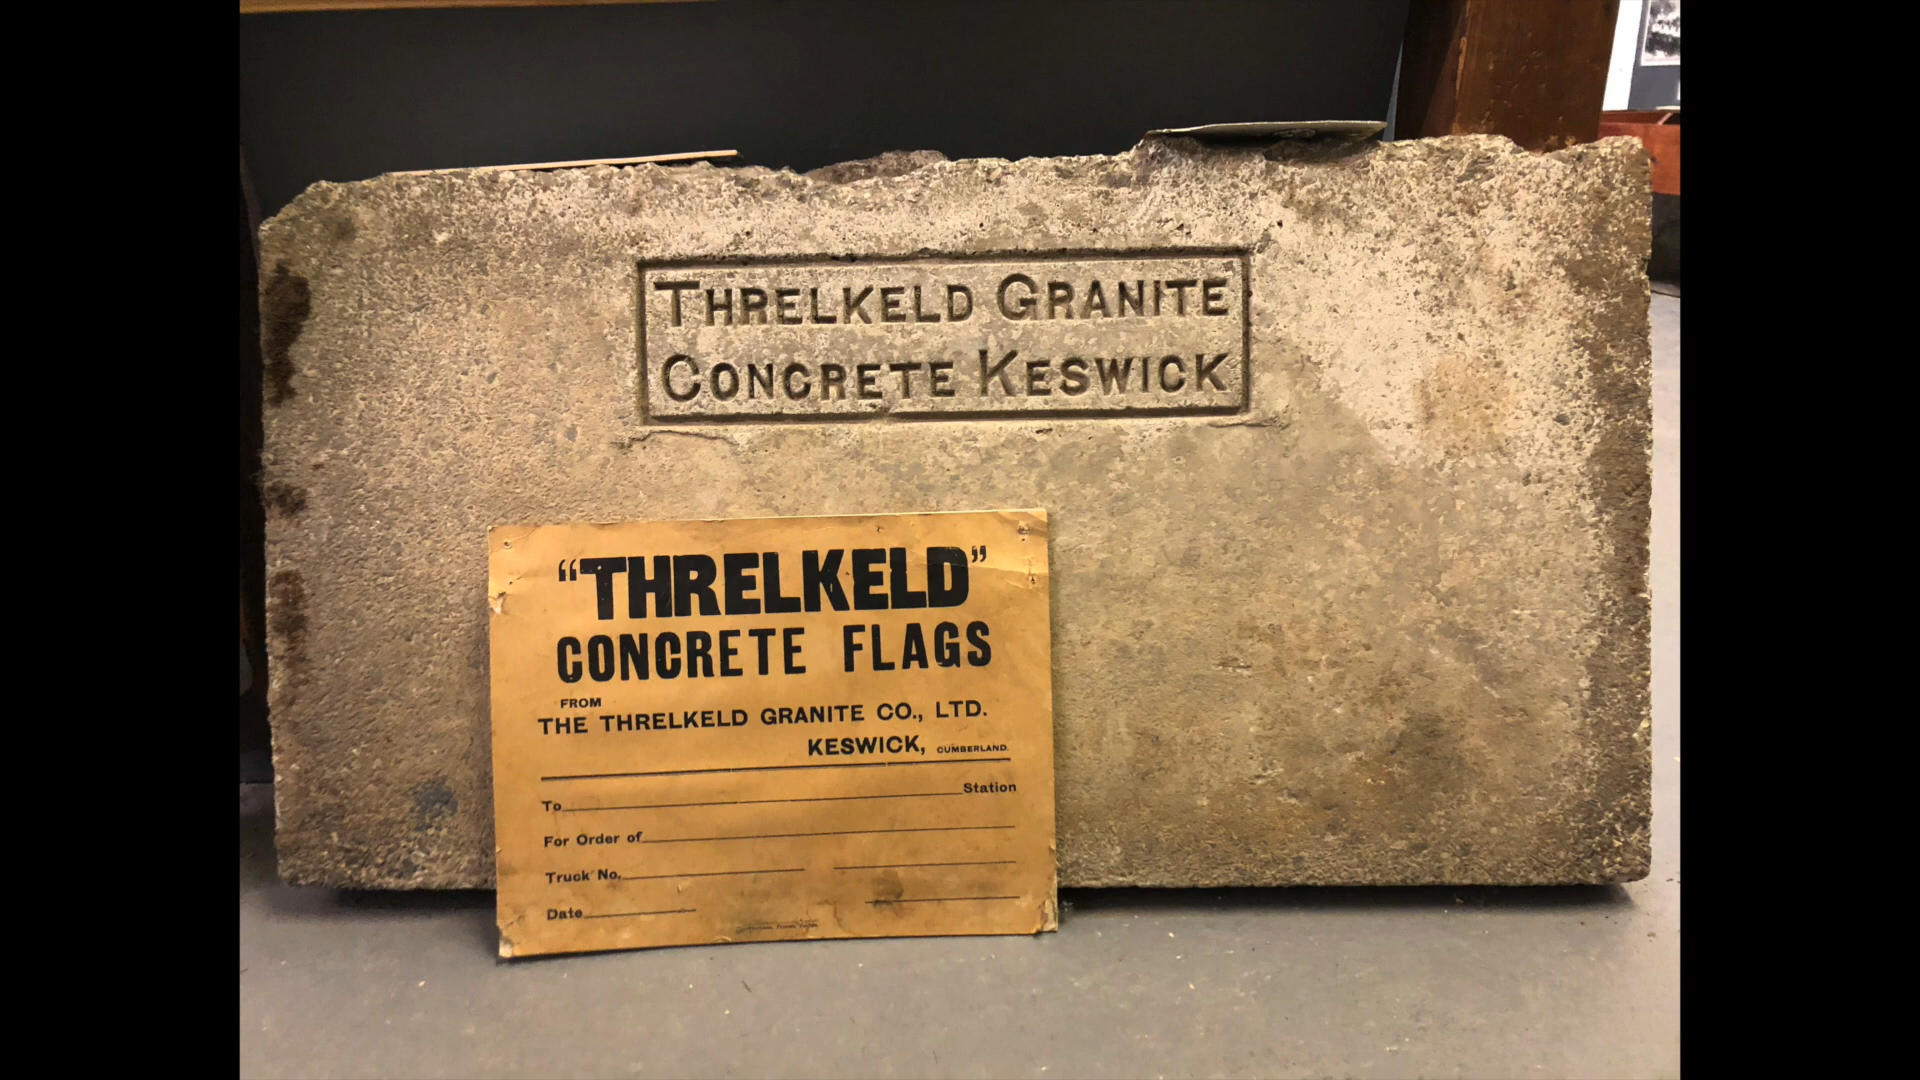 THRELKELD GRANITE
CONCRETE KESWICK
"THRELKELD"
CONCRETE FLAGS
FROM
THE THRELKELD GRANITE CO., LTD.
KESWICK, CUMBERLAND.
To Station
For Order of
Truck No.
Date